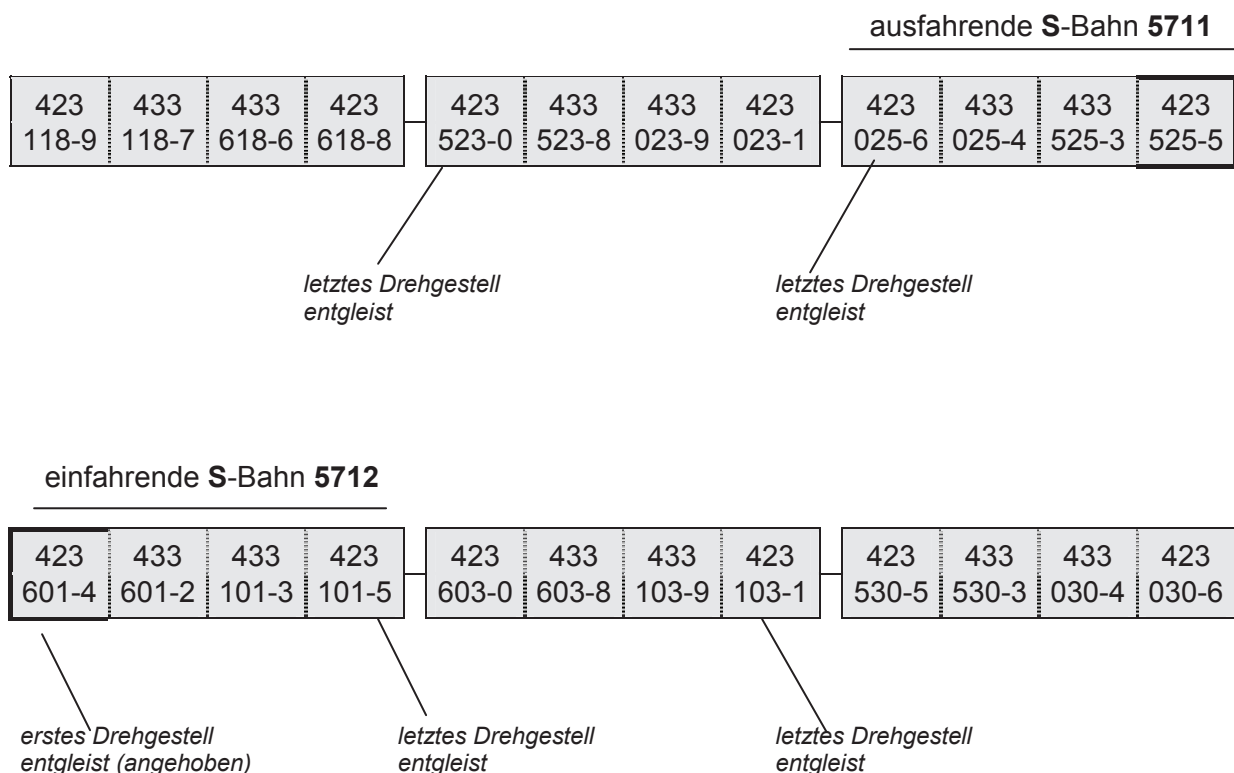 ausfahrende S-Bahn 5711
423 433 433 423 423 433 433 423 423 433 433 423
118-9 118-7 618-6 618-8 523-0 523-8 023-9 023-1 025-6 025-4 525-3 525-5
letztes Drehgestell letztes Drehgestell
entgleist entgleist
einfahrende S-Bahn 5712
423 433 433 423 423 433 433 423 423 433 433 423
601-4 601-2 101-3 101-5 603-0 603-8 103-9 103-1 530-5 530-3 030-4 030-6
erstes Drehgestell letztes Drehgestell letztes Drehgestell
entgleist (angehoben) entgleist entgleist